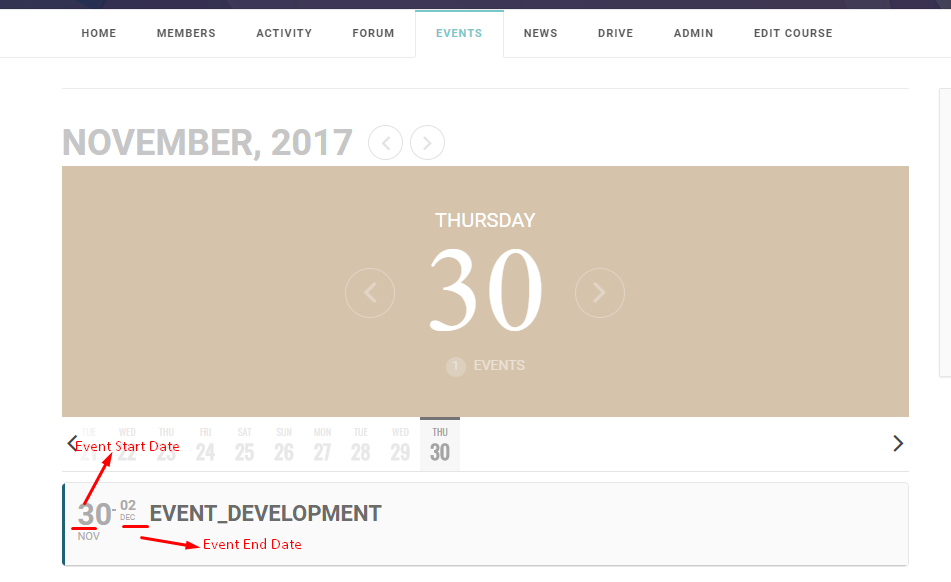 HOME MEMBERS ACTIVITY FORUM EVENTS NEWS DRIVE ADMIN EDIT COURSE
NOVEMBER, 2017
THURSDAY
30
1 EVENTS
TUE WED THU FRI SAT SUN MON TUE WED THU
21 22 23 24 25 26 27 28 29 30
Event Start Date
30 - 02 EVENT_DEVELOPMENT
DEC
NOV
Event End Date